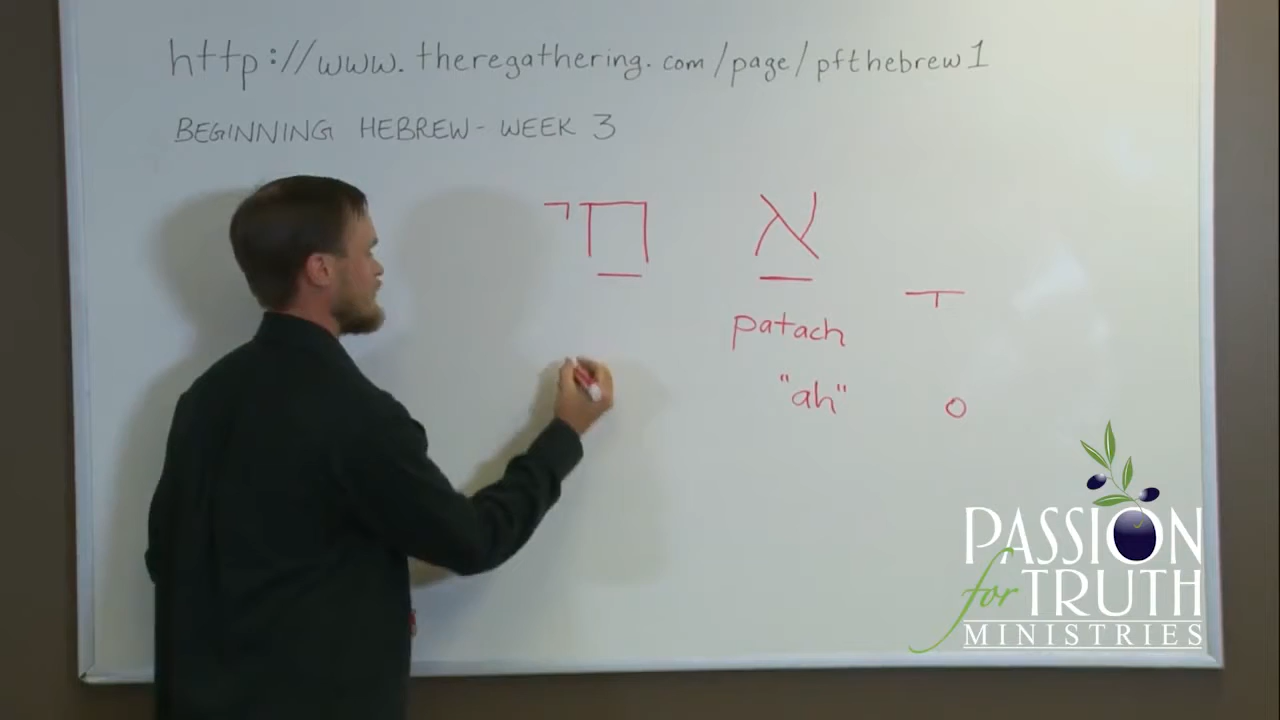 http://www.theregathering.com/page/pfthebrew1
BEGINNING HEBREW - WEEK 3
אַ חַי
ָ
patach
"ah" o
PASSION
for TRUTH
MINISTRIES